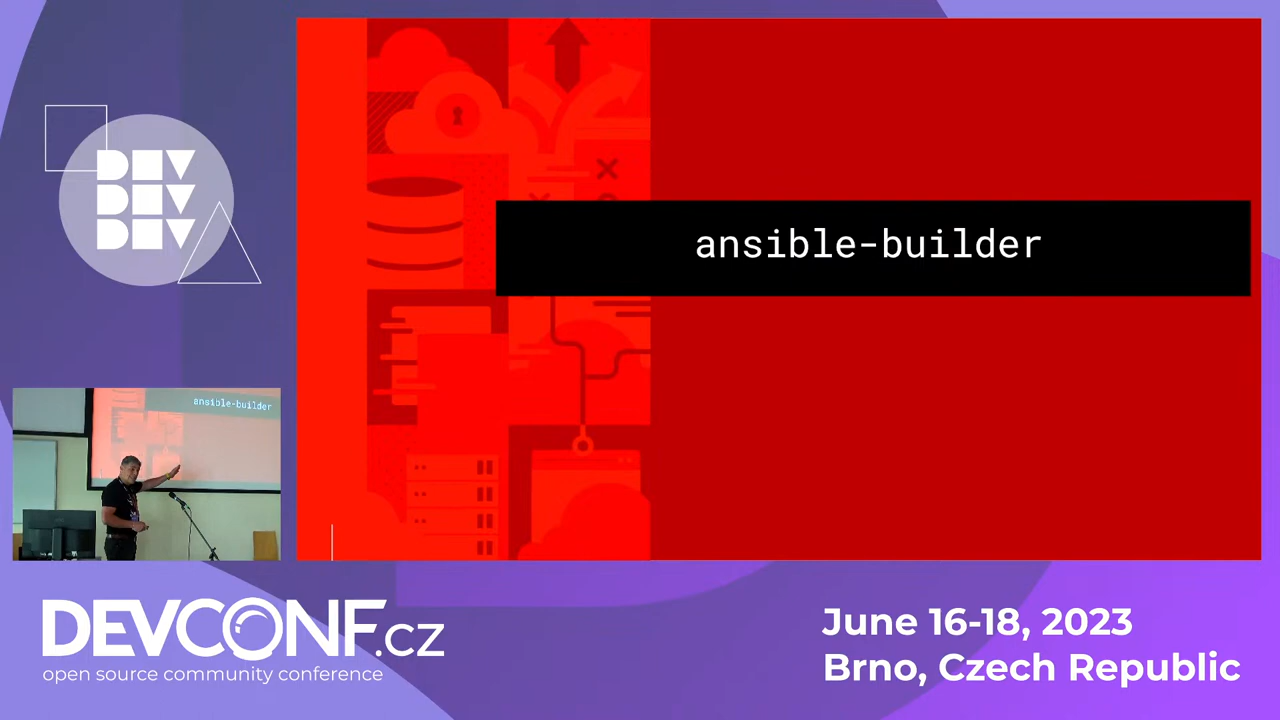 DEV
DEV
DEV
ansible-builder
ansible-builder
DEVCONF.cz
open source community conference
June 16-18, 2023
Brno, Czech Republic